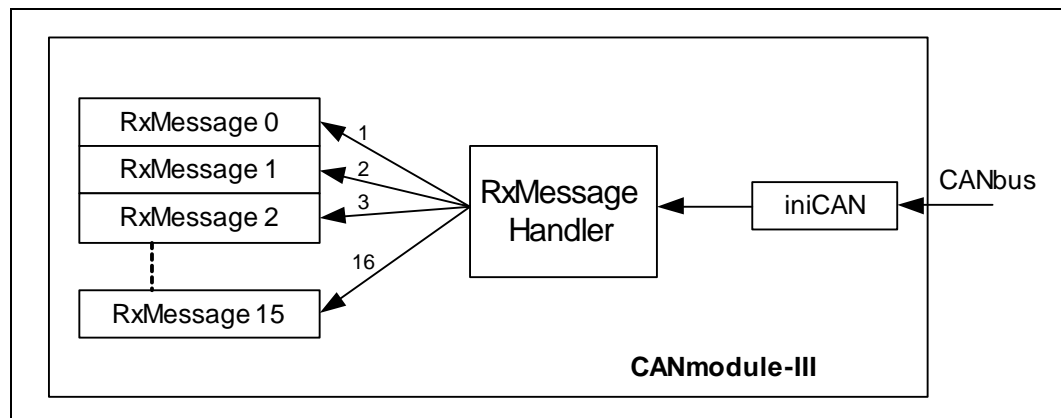 RxMessage 0
RxMessage 1
RxMessage 2
RxMessage 15
1
2
3
16
RxMessage
Handler
iniCAN
CANbus
CANmodule-III